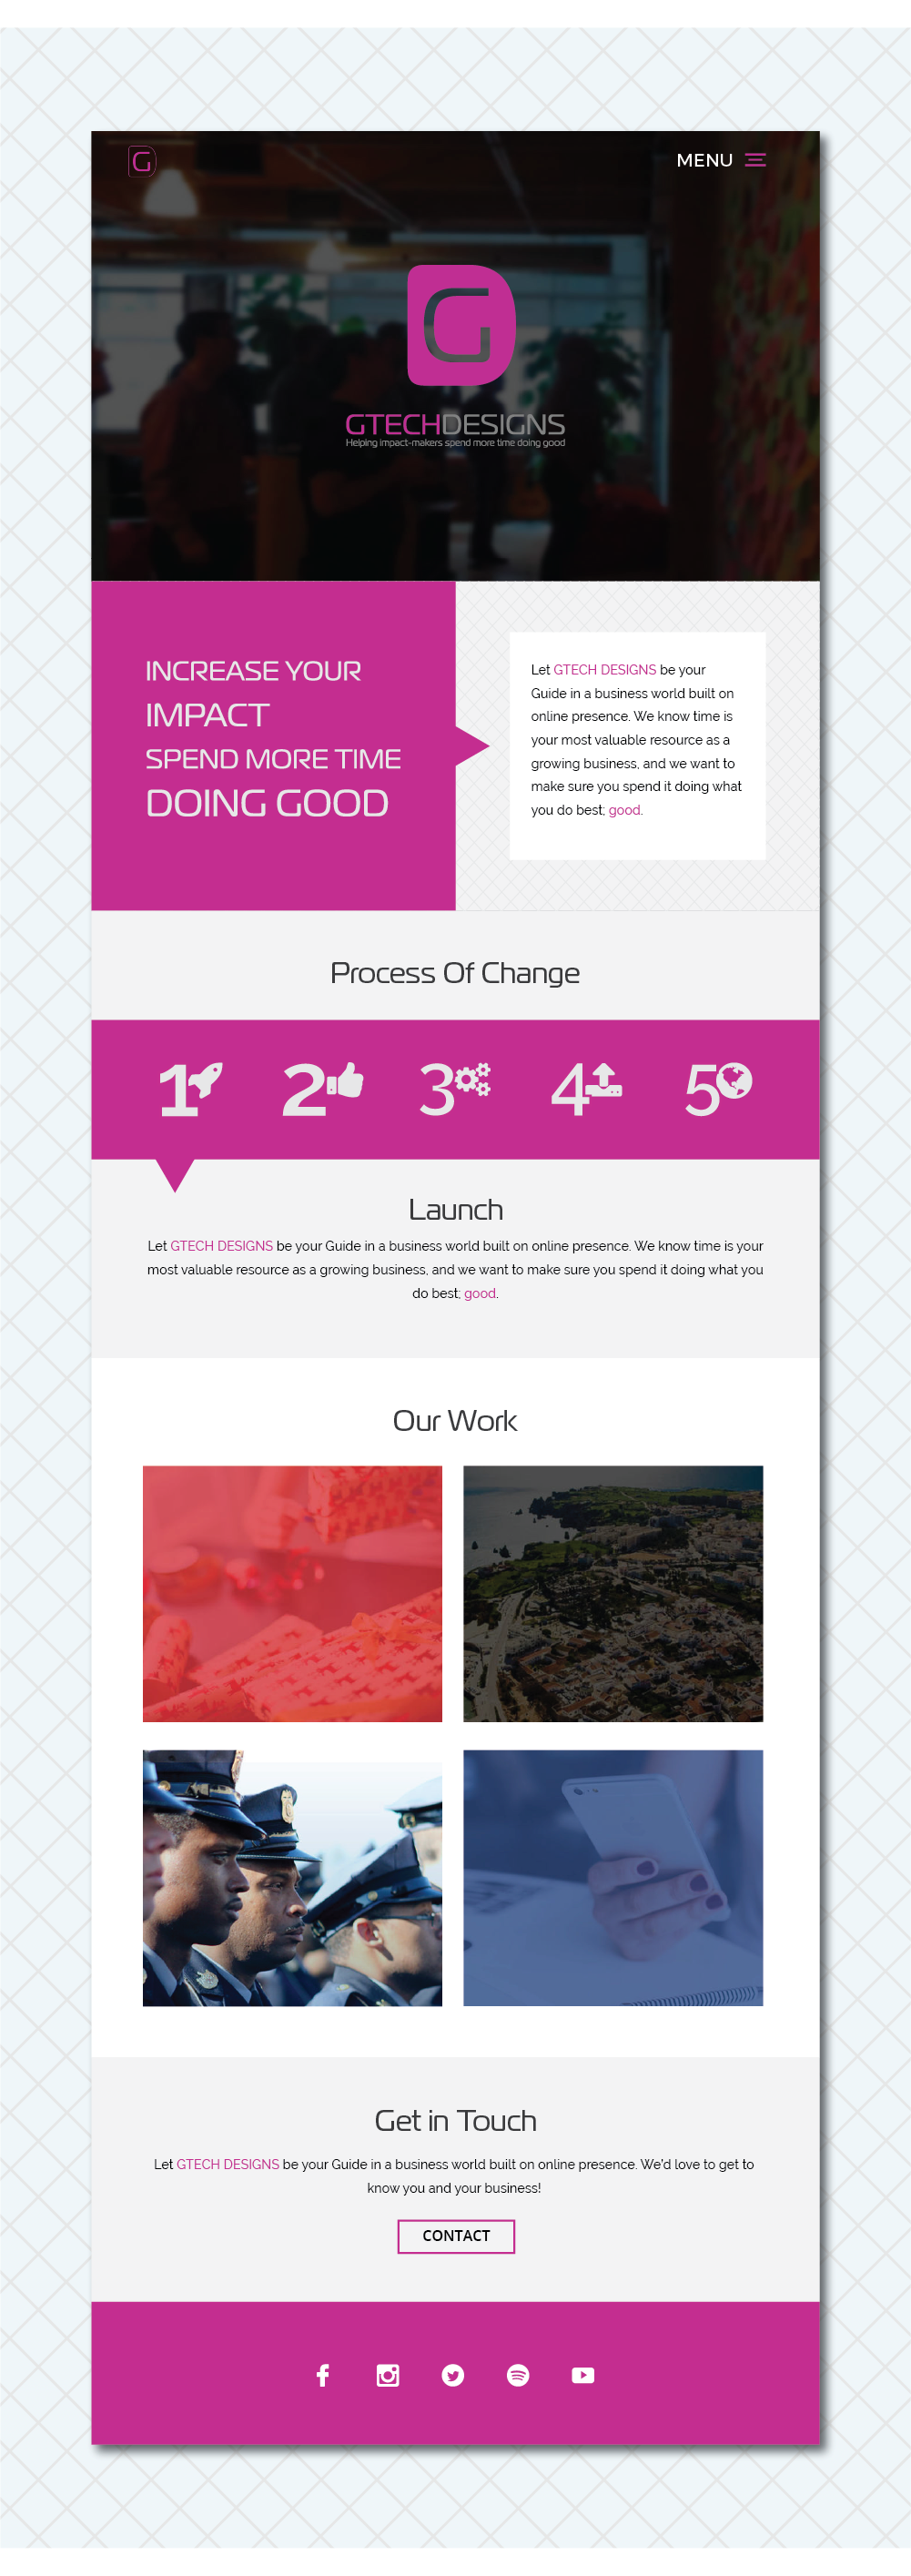 G
MENU
G
GTECHDESIGNS
Helping impact-makers spend more time doing good
INCREASE YOUR
IMPACT
SPEND MORE TIME
DOING GOOD
Let GTECH DESIGNS be your
Guide in a business world built on
online presence. We know time is
your most valuable resource as a
growing business, and we want to
make sure you spend it doing what
you do best; good.
Process Of Change
1 2 3 4 5
Launch
Let GTECH DESIGNS be your Guide in a business world built on online presence. We know time is your
most valuable resource as a growing business, and we want to make sure you spend it doing what you
do best; good.
Our Work
Get in Touch
Let GTECH DESIGNS be your Guide in a business world built on online presence. We'd love to get to
know you and your business!
CONTACT